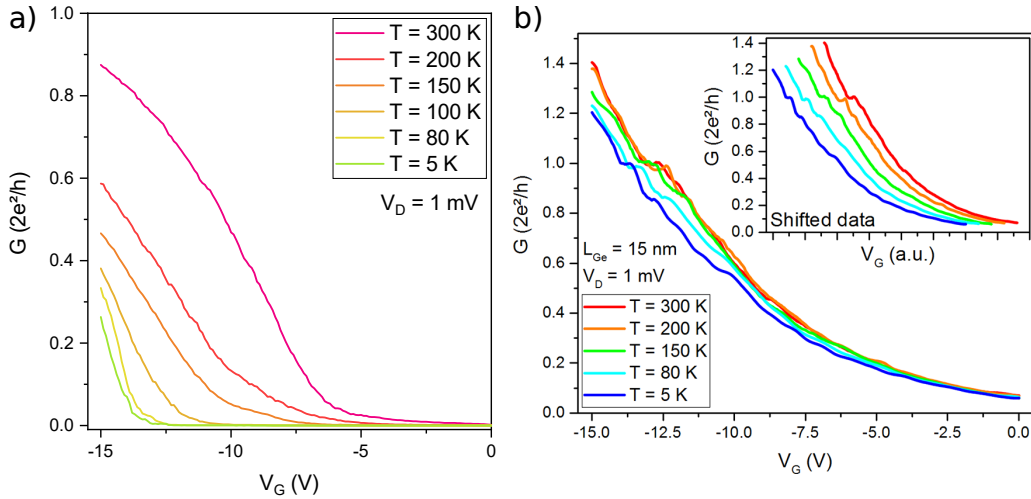 a)
G (2e²/h)
1.0
0.8
0.6
0.4
0.2
0.0
-15
-10
-5
0
V_G (V)
T = 300 K
T = 200 K
T = 150 K
T = 100 K
T = 80 K
T = 5 K
V_D = 1 mV
b)
G (2e²/h)
1.4
1.2
1.0
0.8
0.6
0.4
0.2
0.0
-15.0
-12.5
-10.0
-7.5
-5.0
-2.5
0.0
V_G (V)
L_Ge = 15 nm
V_D = 1 mV
T = 300 K
T = 200 K
T = 150 K
T = 80 K
T = 5 K
G (2e²/h)
1.4
1.2
1.0
0.8
0.6
0.4
0.2
0.0
Shifted data
V_G (a.u.)